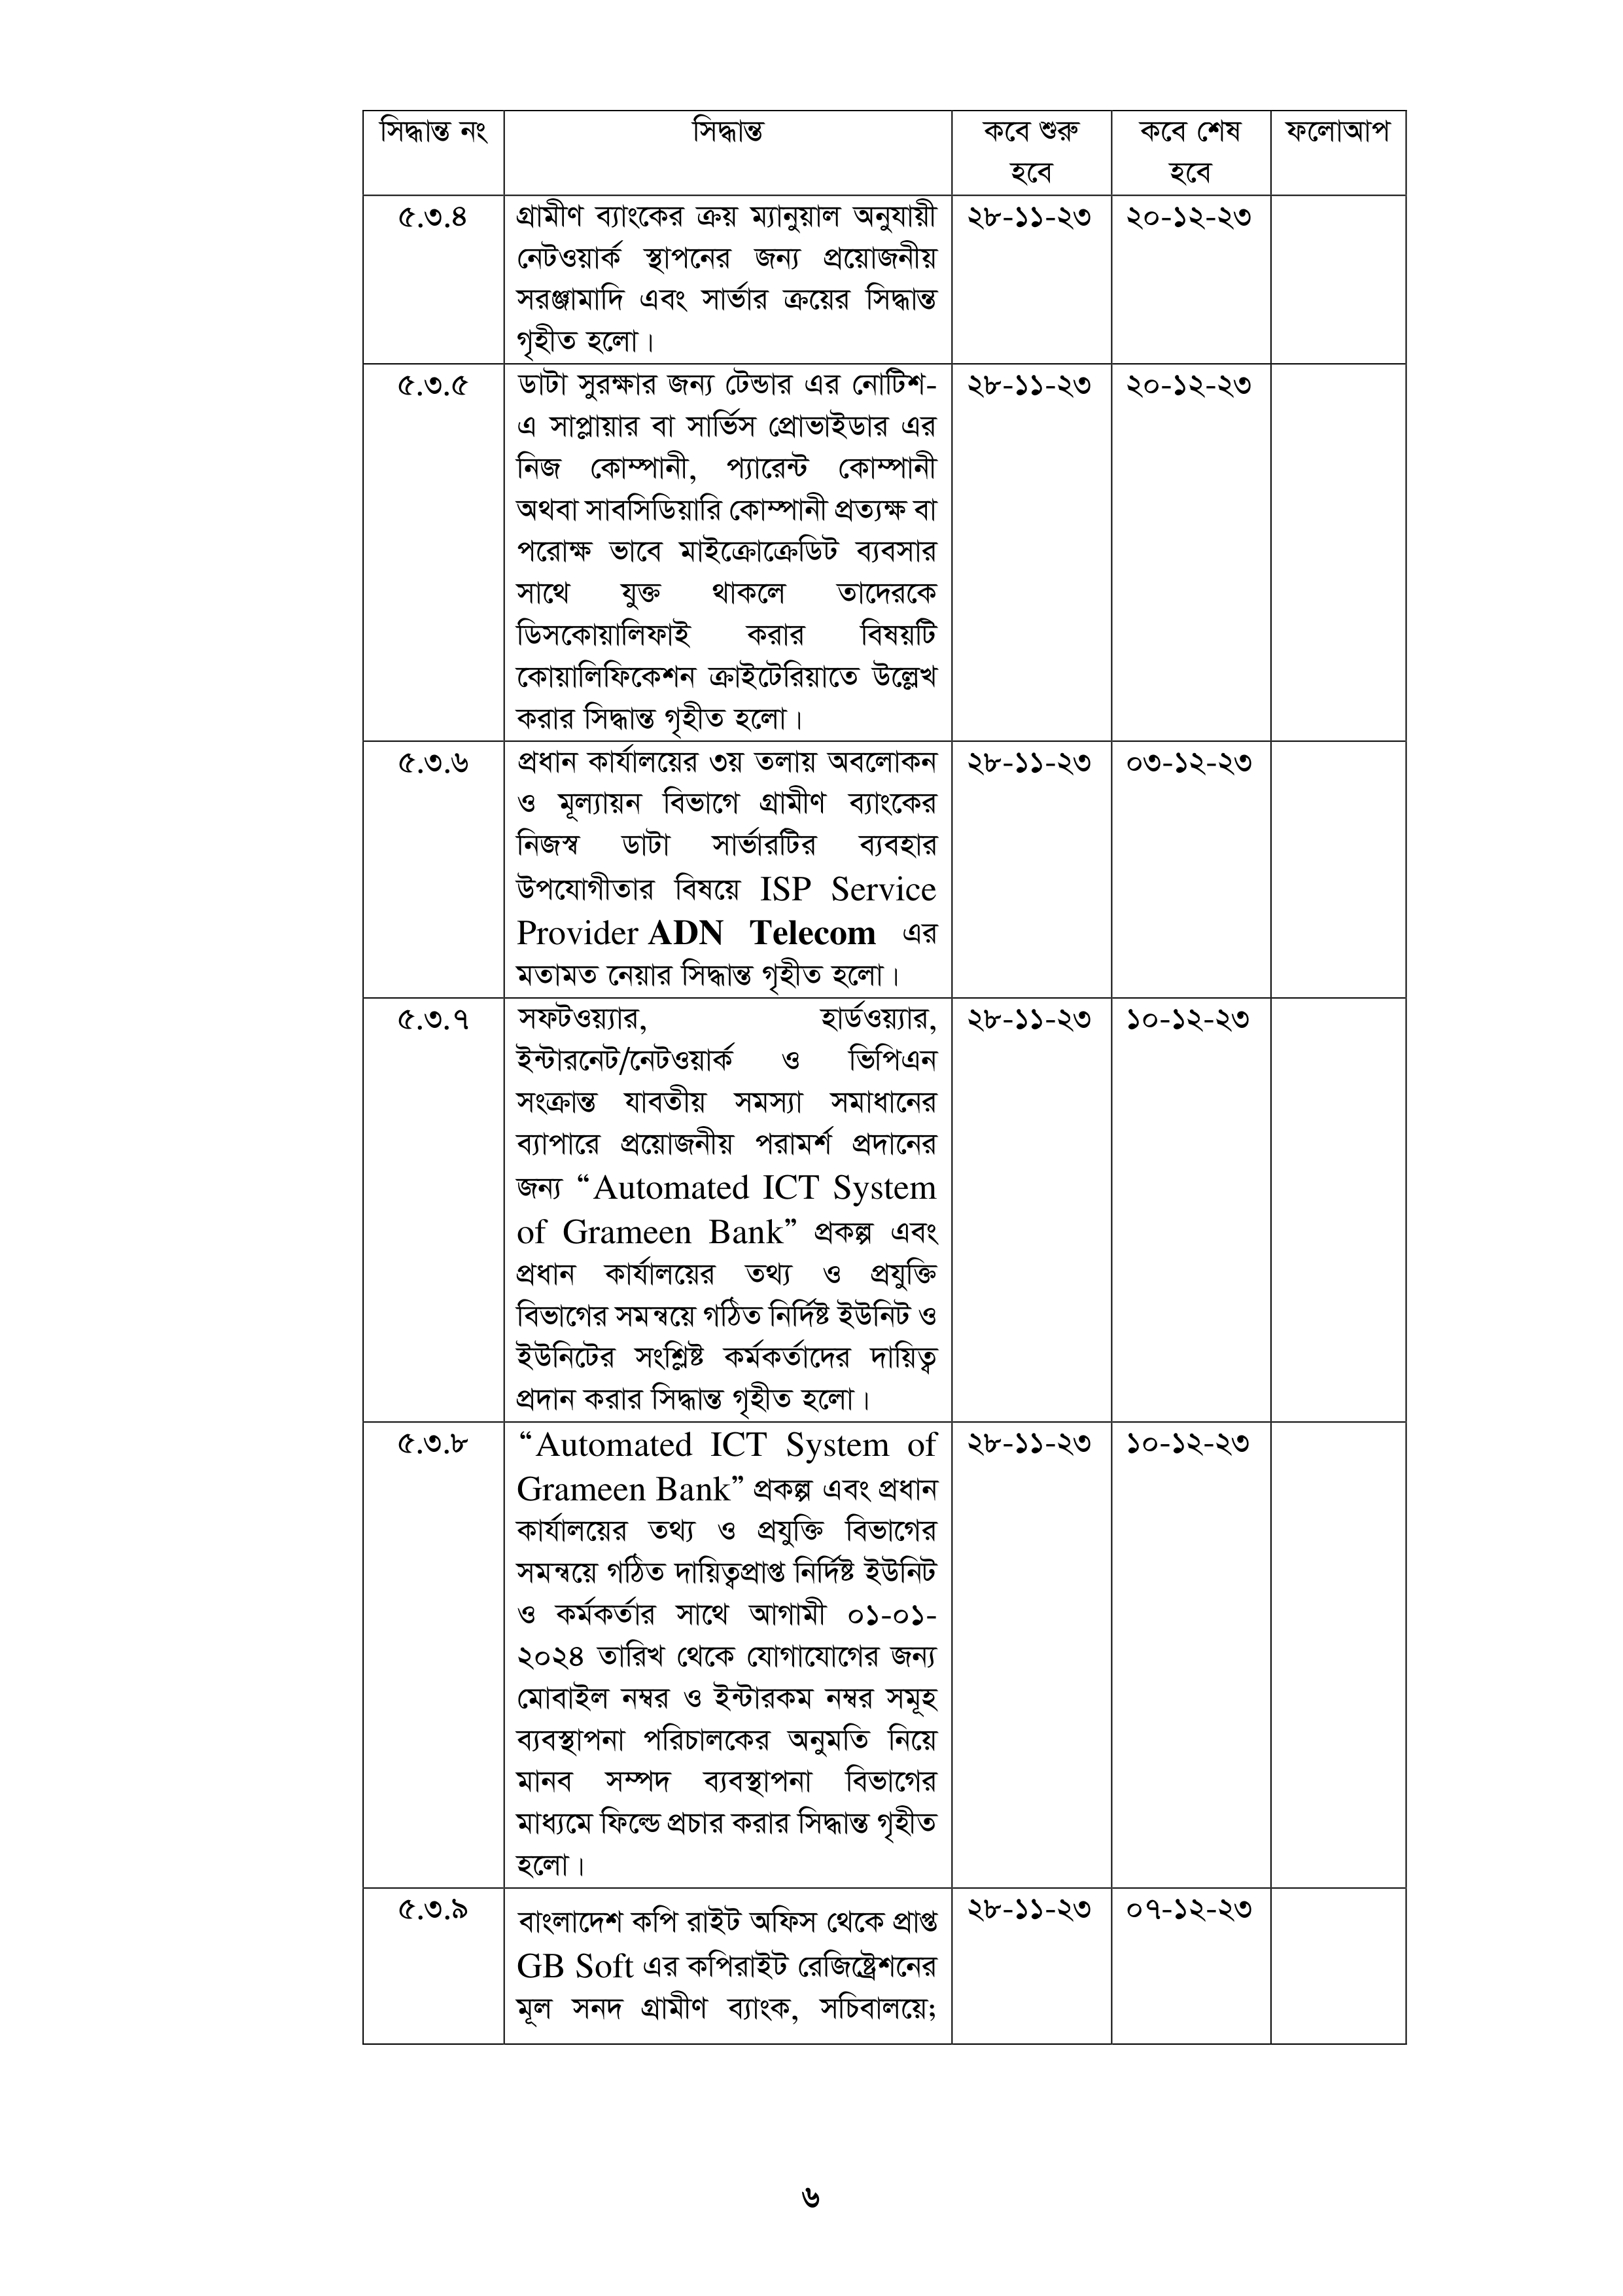 সিদ্ধান্ত নং সিদ্ধান্ত কবে শুরু কবে শেষ ফলোআপ
হবে হবে
৫.৩.৪ গ্রামীণ ব্যাংকের ক্রয় ম্যানুয়াল অনুযায়ী ২৮-১১-২৩ ২০-১২-২৩
নেটওয়ার্ক স্থাপনের জন্য প্রয়োজনীয়
সরঞ্জামাদি এবং সার্ভার ক্রয়ের সিদ্ধান্ত
গৃহীত হলো।
৫.৩.৫ ডাটা সুরক্ষার জন্য টেন্ডার এর নোটিশ- ২৮-১১-২৩ ২০-১২-২৩
এ সাপ্লায়ার বা সার্ভিস প্রোভাইডার এর
নিজ কোম্পানী, প্যারেন্ট কোম্পানী
অথবা সাবসিডিয়ারি কোম্পানী প্রত্যক্ষ বা
পরোক্ষ ভাবে মাইক্রোক্রেডিট ব্যবসার
সাথে যুক্ত থাকলে তাদেরকে
ডিসকোয়ালিফাই করার বিষয়টি
কোয়ালিফিকেশন ক্রাইটেরিয়াতে উল্লেখ
করার সিদ্ধান্ত গৃহীত হলো।
৫.৩.৬ প্রধান কার্যালয়ের ৩য় তলায় অবলোকন ২৮-১১-২৩ ০৩-১২-২৩
ও মূল্যায়ন বিভাগে গ্রামীণ ব্যাংকের
নিজস্ব ডাটা সার্ভারটির ব্যবহার
উপযোগীতার বিষয়ে ISP Service
Provider ADN Telecom এর
মতামত নেয়ার সিদ্ধান্ত গৃহীত হলো।
৫.৩.৭ সফটওয়্যার, হার্ডওয়্যার, ২৮-১১-২৩ ১০-১২-২৩
ইন্টারনেট/নেটওয়ার্ক ও ভিপিএন
সংক্রান্ত যাবতীয় সমস্যা সমাধানের
ব্যাপারে প্রয়োজনীয় পরামর্শ প্রদানের
জন্য “Automated ICT System
of Grameen Bank” প্রকল্প এবং
প্রধান কার্যালয়ের তথ্য ও প্রযুক্তি
বিভাগের সমন্বয়ে গঠিত নির্দিষ্ট ইউনিট ও
ইউনিটের সংশ্লিষ্ট কর্মকর্তাদের দায়িত্ব
প্রদান করার সিদ্ধান্ত গৃহীত হলো।
৫.৩.৮ “Automated ICT System of ২৮-১১-২৩ ১০-১২-২৩
Grameen Bank” প্রকল্প এবং প্রধান
কার্যালয়ের তথ্য ও প্রযুক্তি বিভাগের
সমন্বয়ে গঠিত দায়িত্বপ্রাপ্ত নির্দিষ্ট ইউনিট
ও কর্মকর্তার সাথে আগামী ০১-০১-
২০২৪ তারিখ থেকে যোগাযোগের জন্য
মোবাইল নম্বর ও ইন্টারকম নম্বর সমূহ
ব্যবস্থাপনা পরিচালকের অনুমতি নিয়ে
মানব সম্পদ ব্যবস্থাপনা বিভাগের
মাধ্যমে ফিল্ডে প্রচার করার সিদ্ধান্ত গৃহীত
হলো।
৫.৩.৯ বাংলাদেশ কপি রাইট অফিস থেকে প্রাপ্ত ২৮-১১-২৩ ০৭-১২-২৩
GB Soft এর কপিরাইট রেজিষ্ট্রেশনের
মূল সনদ গ্রামীণ ব্যাংক, সচিবালয়ে;
৬